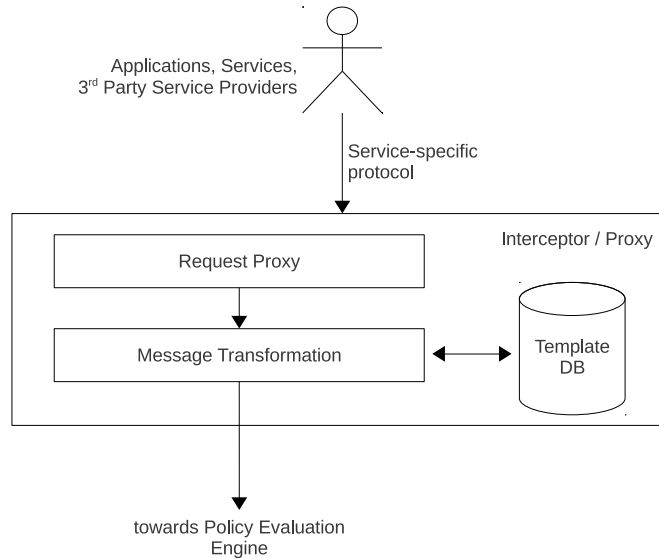 Applications, Services,
3rd Party Service Providers
Service-specific
protocol
Interceptor / Proxy
Request Proxy
Message Transformation
Template
DB
towards Policy Evaluation
Engine